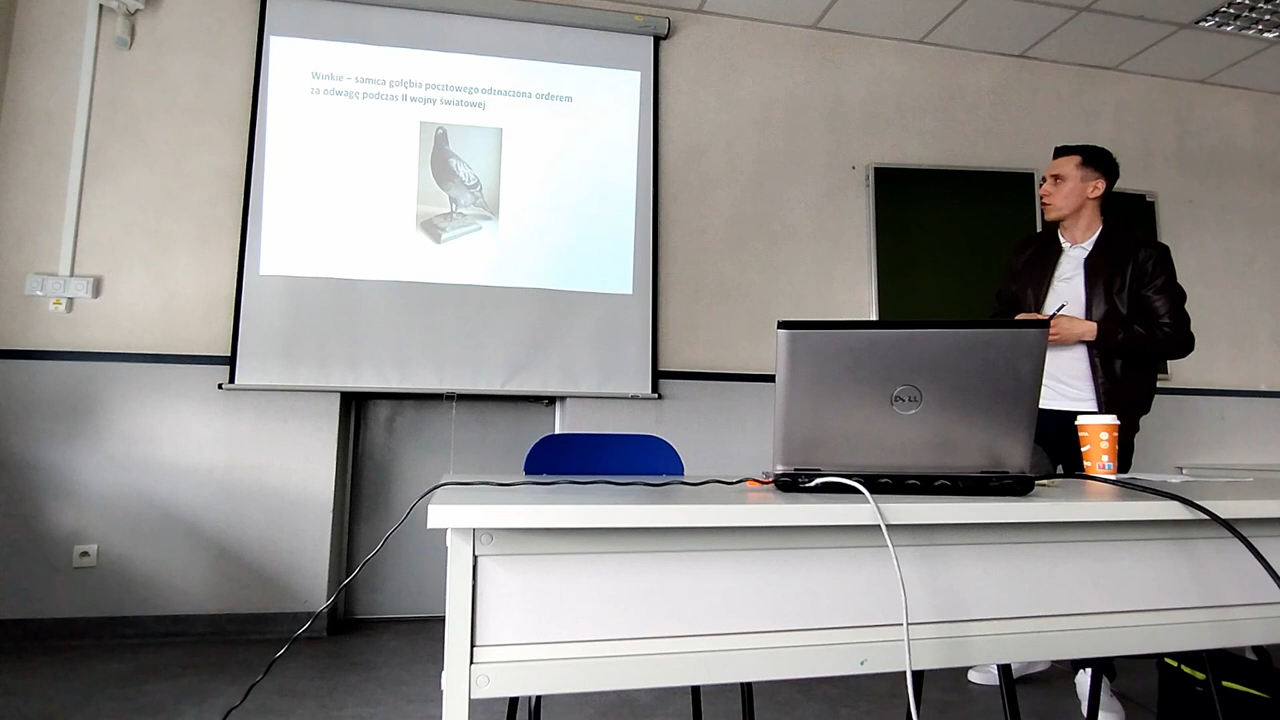 Winkie – samica gołębia pocztowego odznaczona orderem
za odwagę podczas II wojny światowej
DELL